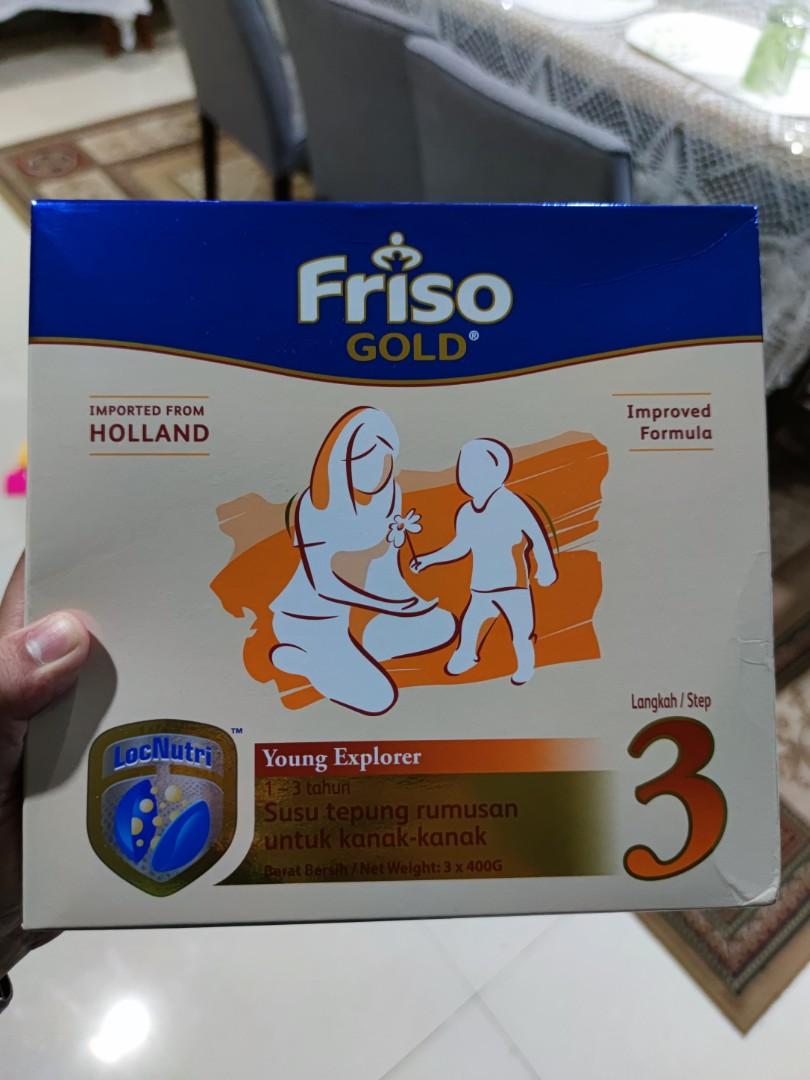 Friso
GOLD®
IMPORTED FROM
HOLLAND
Improved
Formula
Langkah / Step
3
LocNutri™
Young Explorer
1 – 3 tahun
Susu tepung rumusan
untuk kanak-kanak
Berat Bersih / Net Weight: 3 x 400G